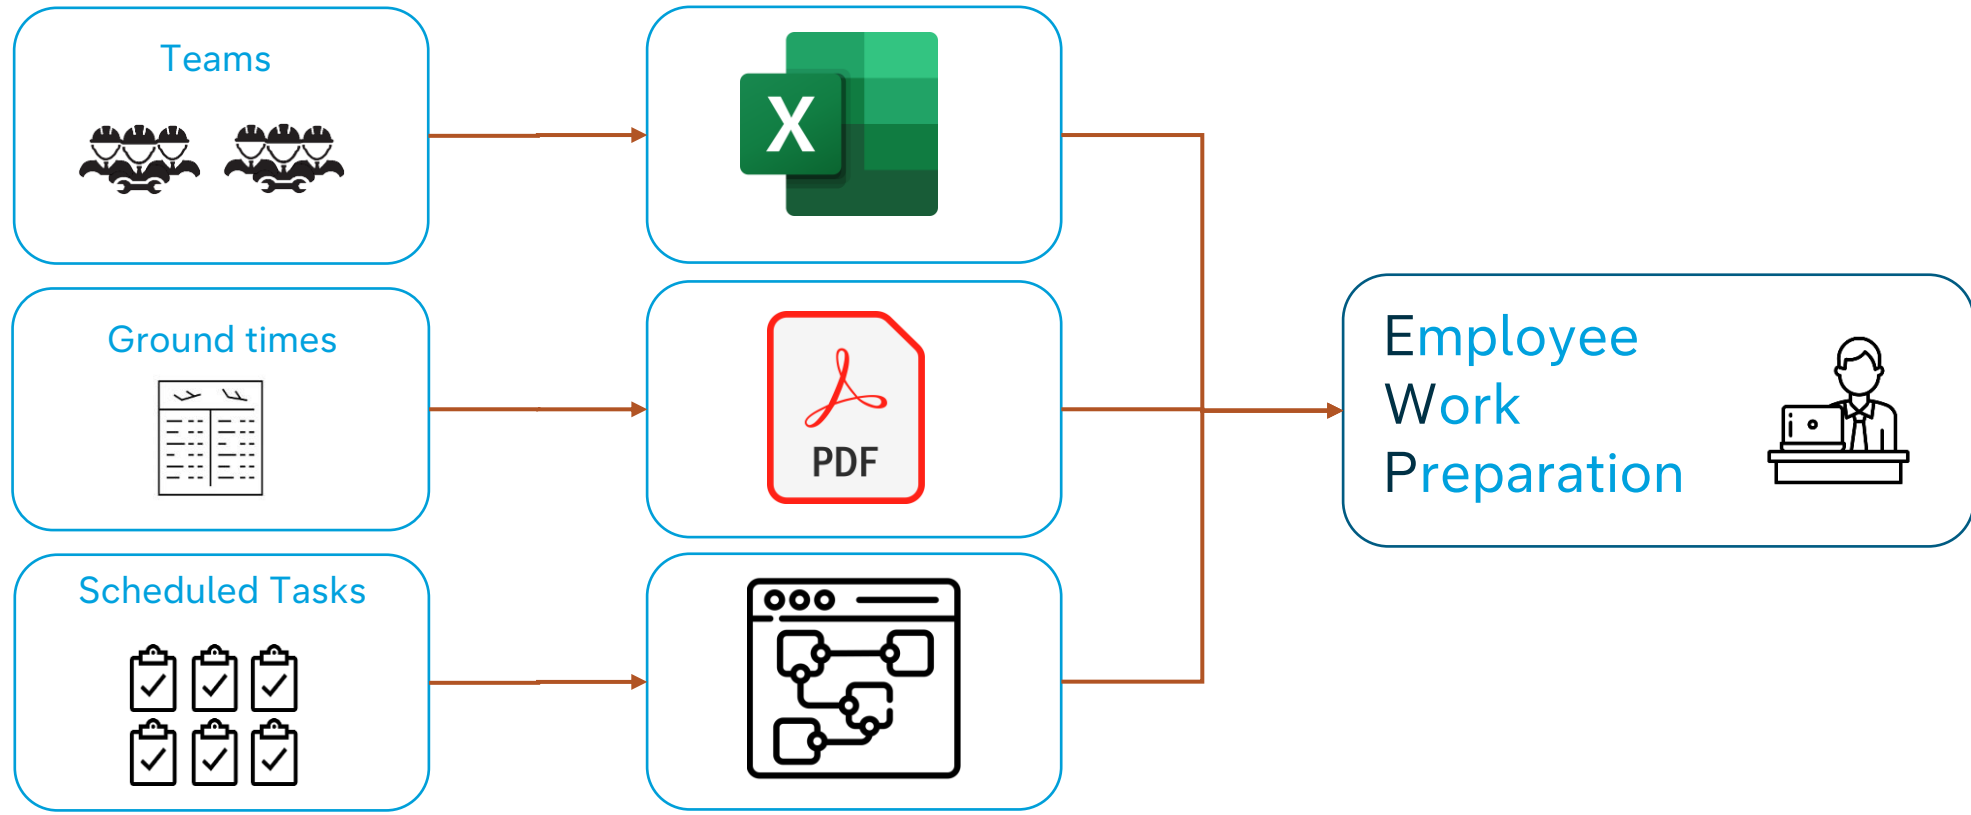 Teams
X
Ground times
PDF
Scheduled Tasks
Employee
Work
Preparation